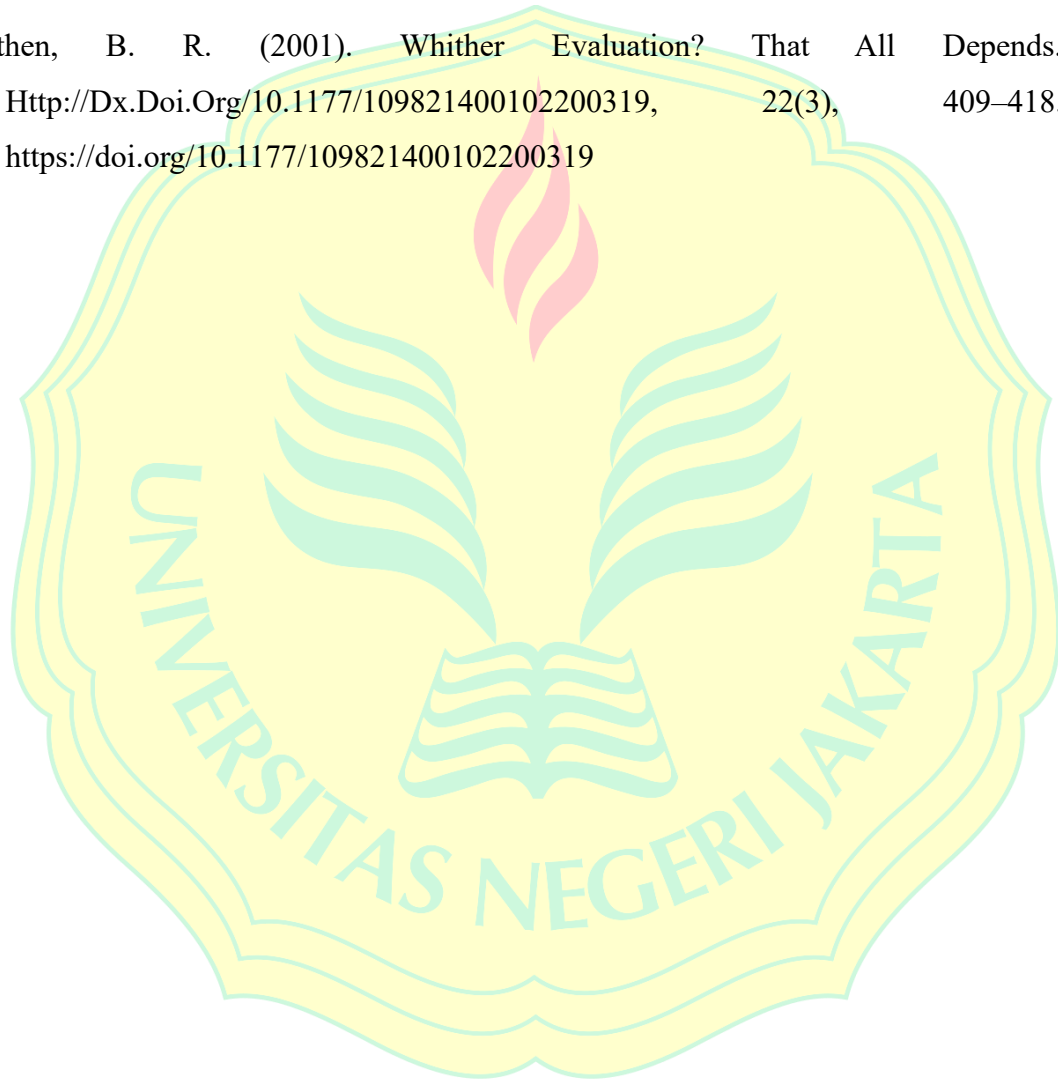 then, B. R. (2001). Whither Evaluation? That All Depends.
Http://Dx.Doi.Org/10.1177/109821400102200319, 22(3), 409–418.
https://doi.org/10.1177/109821400102200319
UNIVERSITAS NEGERI JAKARTA